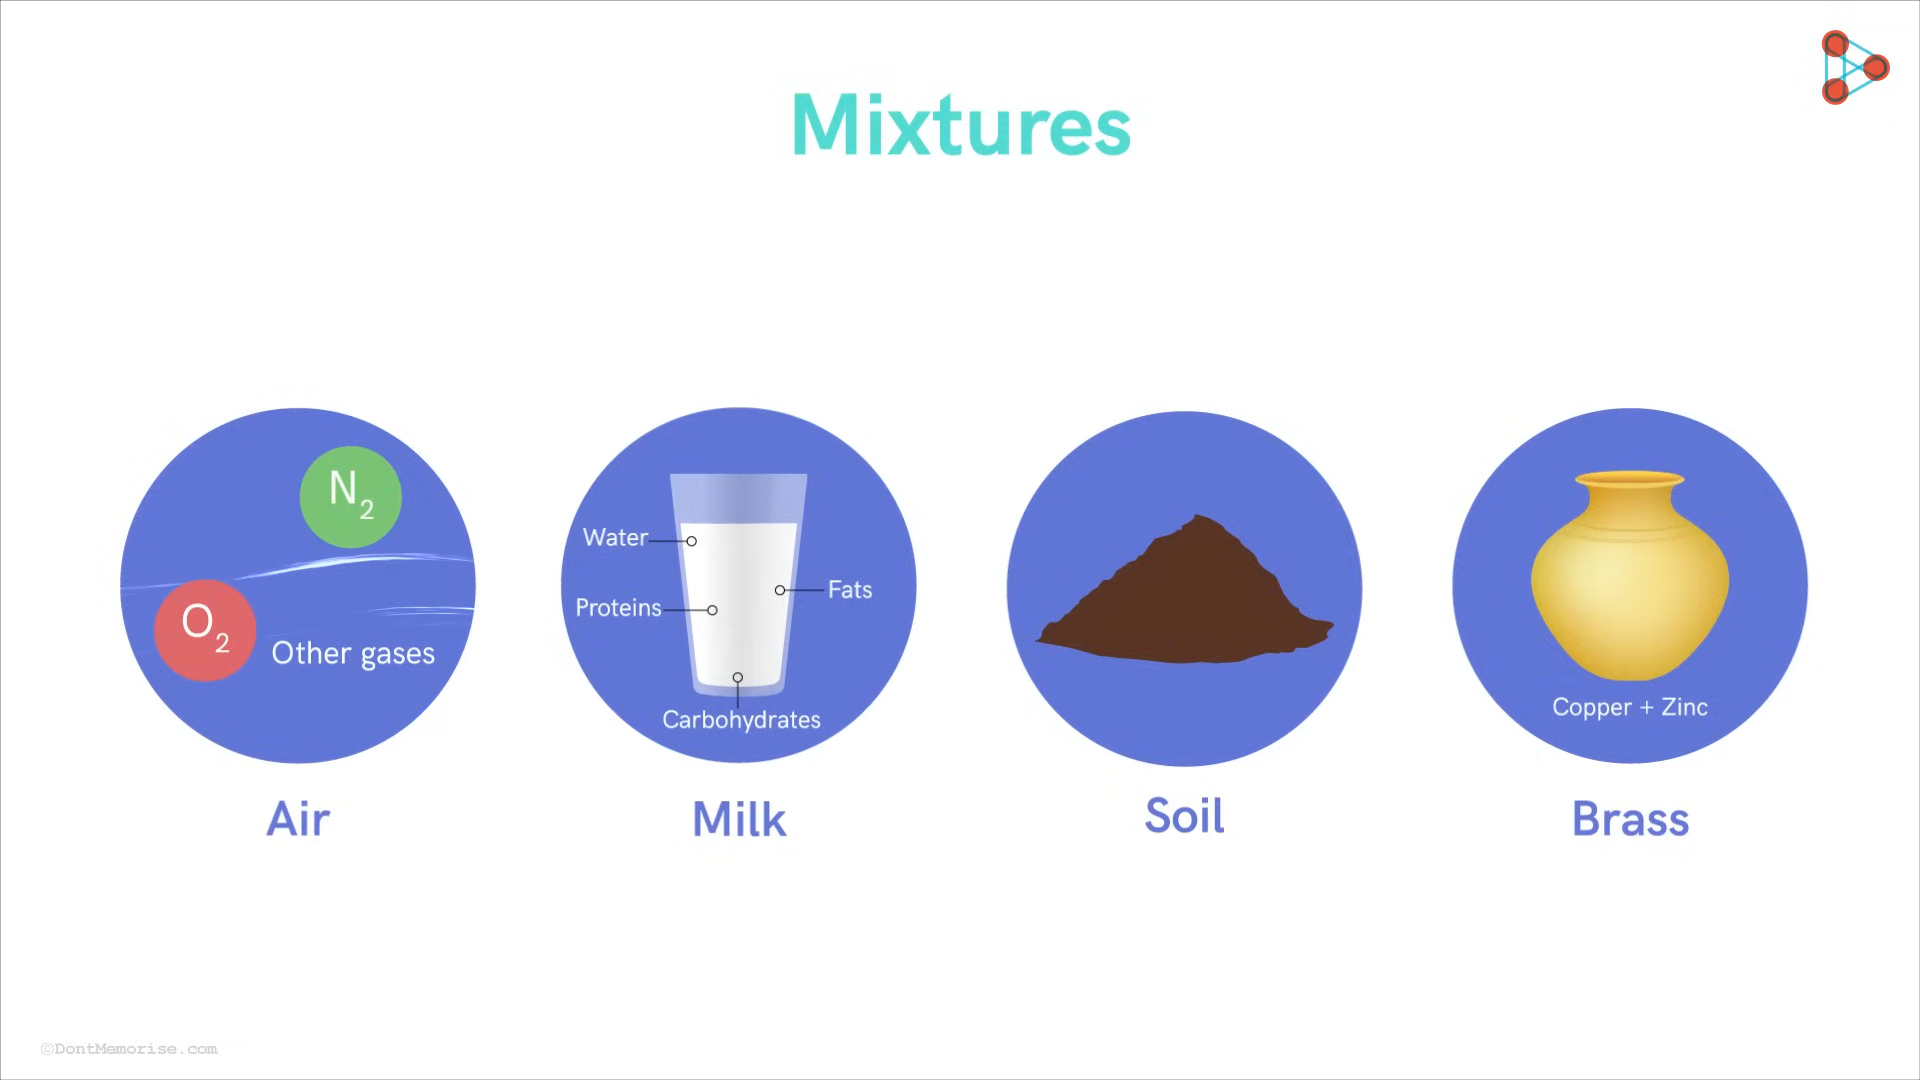 Mixtures
N2
O2
Other gases
Air
Water
Proteins
Fats
Carbohydrates
Milk
Soil
Copper + Zinc
Brass
©DontMemorise.com